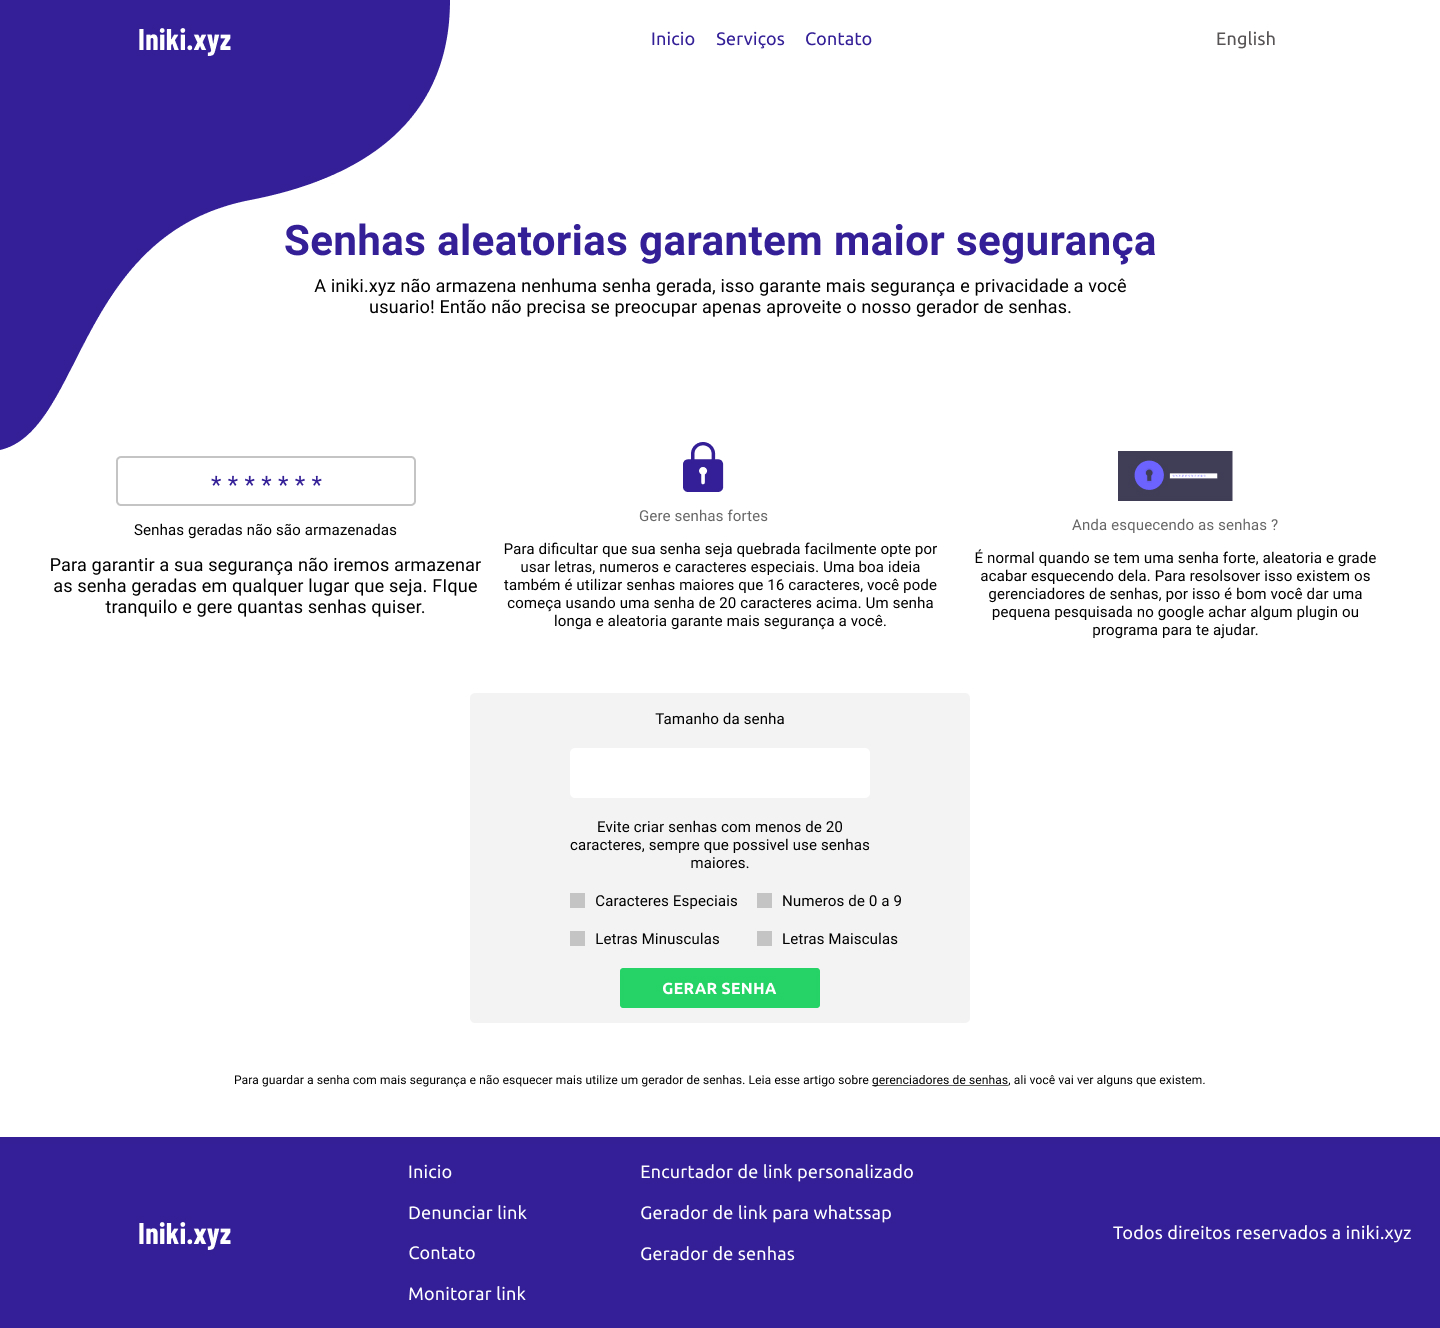 Iniki.xyz
Inicio Serviços Contato
English
Senhas aleatorias garantem maior segurança
A iniki.xyz não armazena nenhuma senha gerada, isso garante mais segurança e privacidade a você
usuario! Então não precisa se preocupar apenas aproveite o nosso gerador de senhas.
* * * * * * *
Senhas geradas não são armazenadas
Para garantir a sua segurança não iremos armazenar
as senha geradas em qualquer lugar que seja. FIque
tranquilo e gere quantas senhas quiser.
Gere senhas fortes
Para dificultar que sua senha seja quebrada facilmente opte por
usar letras, numeros e caracteres especiais. Uma boa ideia
também é utilizar senhas maiores que 16 caracteres, você pode
começa usando uma senha de 20 caracteres acima. Um senha
longa e aleatoria garante mais segurança a você.
Anda esquecendo as senhas ?
É normal quando se tem uma senha forte, aleatoria e grade
acabar esquecendo dela. Para resolsover isso existem os
gerenciadores de senhas, por isso é bom você dar uma
pequena pesquisada no google achar algum plugin ou
programa para te ajudar.
Tamanho da senha
Evite criar senhas com menos de 20
caracteres, sempre que possivel use senhas
maiores.
Caracteres Especiais Numeros de 0 a 9
Letras Minusculas Letras Maisculas
GERAR SENHA
Para guardar a senha com mais segurança e não esquecer mais utilize um gerador de senhas. Leia esse artigo sobre gerenciadores de senhas, ali você vai ver alguns que existem.
Iniki.xyz
Inicio
Denunciar link
Contato
Monitorar link
Encurtador de link personalizado
Gerador de link para whatssap
Gerador de senhas
Todos direitos reservados a iniki.xyz